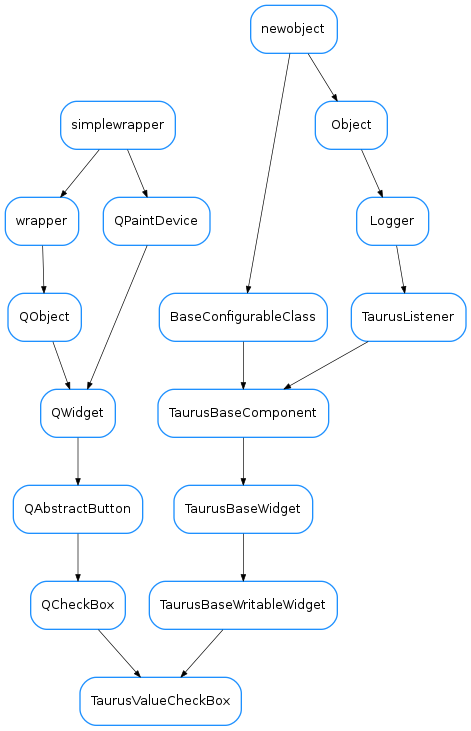 newobject
simplewrapper
Object
wrapper
QPaintDevice
Logger
QObject
BaseConfigurableClass
TaurusListener
QWidget
TaurusBaseComponent
QAbstractButton
TaurusBaseWidget
QCheckBox
TaurusBaseWritableWidget
TaurusValueCheckBox